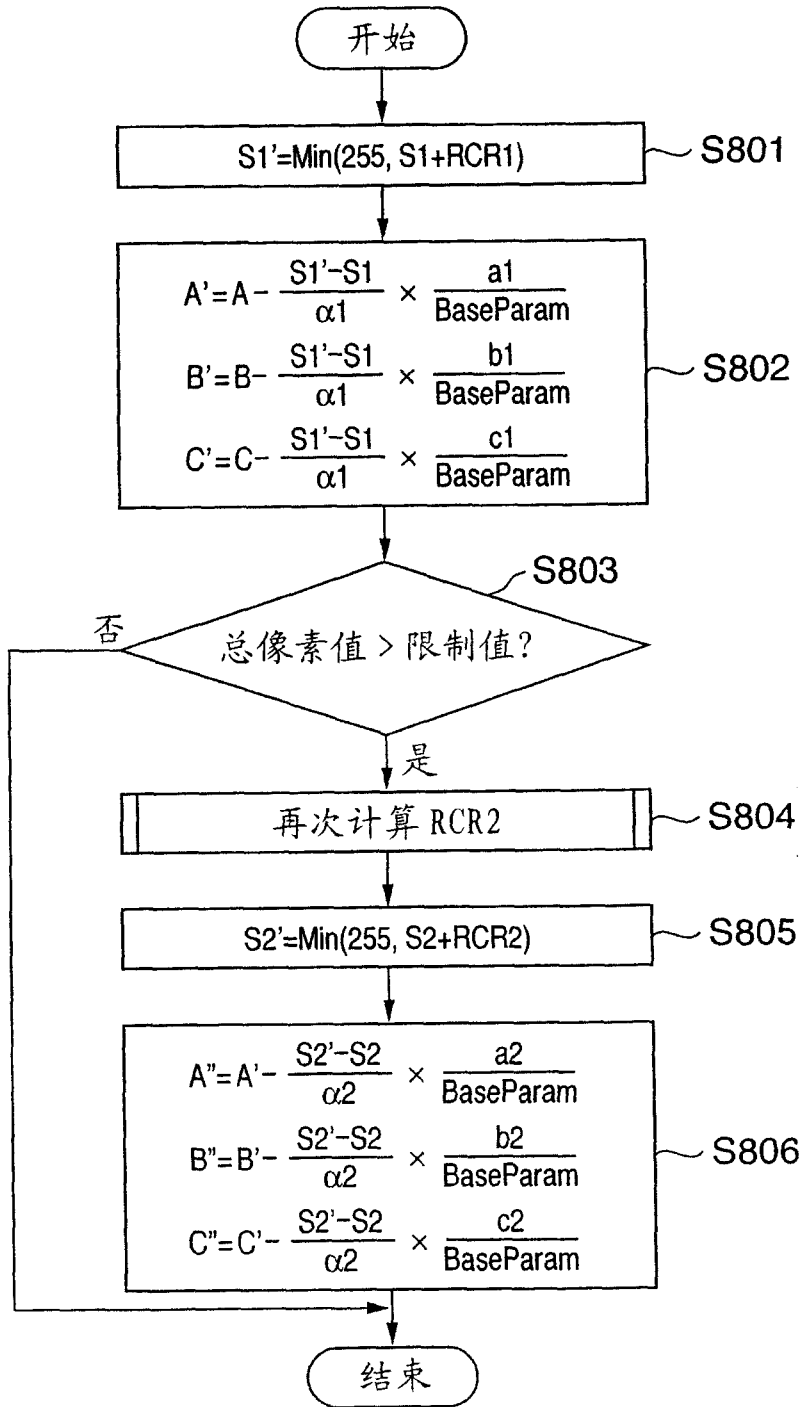 开始
S1'=Min(255, S1+RCR1)
S801
A'=A- S1'-S1/α1 × a1/BaseParam
B'=B- S1'-S1/α1 × b1/BaseParam
C'=C- S1'-S1/α1 × c1/BaseParam
S802
S803
否
总像素值 > 限制值?
是
再次计算 RCR2
S804
S2'=Min(255, S2+RCR2)
S805
A"=A'- S2'-S2/α2 × a2/BaseParam
B"=B'- S2'-S2/α2 × b2/BaseParam
C"=C'- S2'-S2/α2 × c2/BaseParam
S806
结束